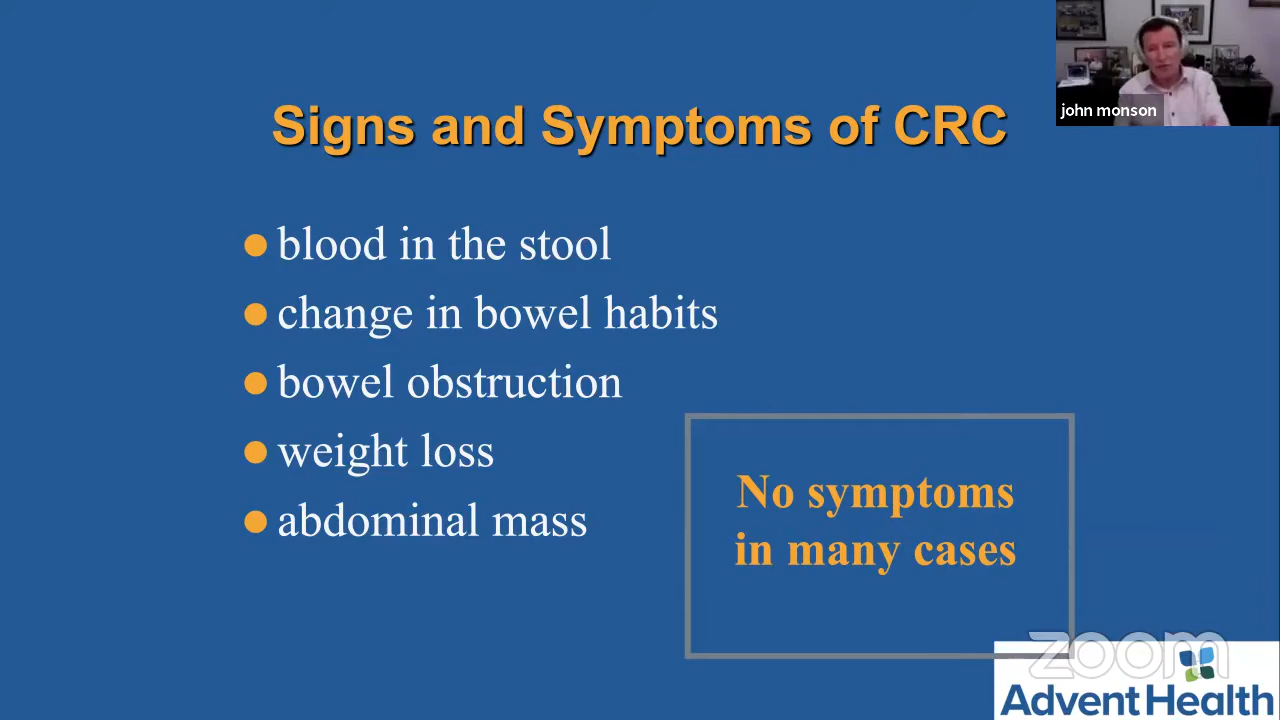 john monson
Signs and Symptoms of CRC
blood in the stool
change in bowel habits
bowel obstruction
weight loss
abdominal mass
No symptoms
in many cases
zoom
AdventHealth